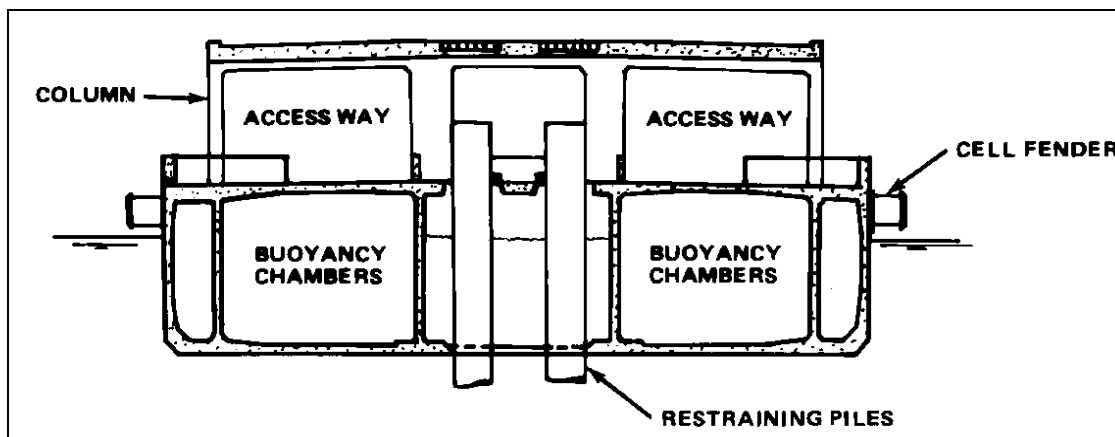 COLUMN
ACCESS WAY
ACCESS WAY
CELL FENDER
BUOYANCY
CHAMBERS
BUOYANCY
CHAMBERS
RESTRAINING PILES